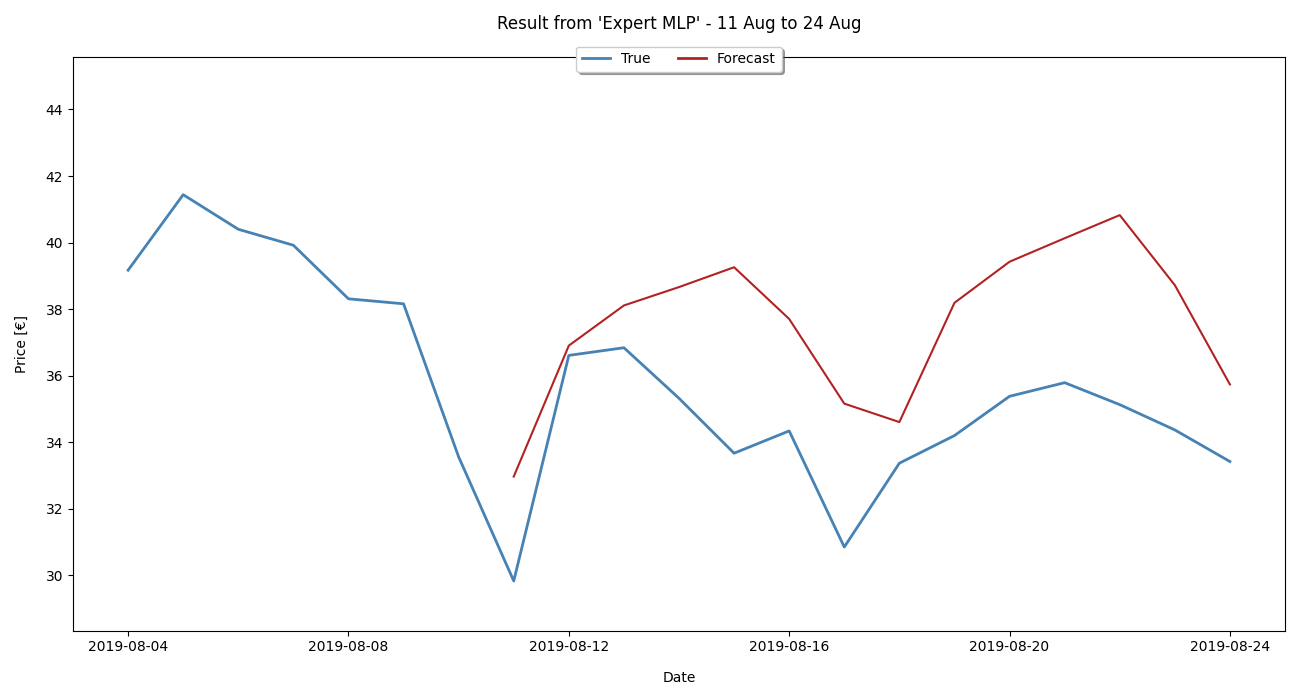 Result from 'Expert MLP' - 11 Aug to 24 Aug
True Forecast
44
42
40
38
36
34
32
30
Price [€]
2019-08-04 2019-08-08 2019-08-12 2019-08-16 2019-08-20 2019-08-24
Date